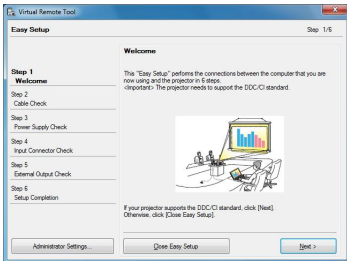 Virtual Remote Tool
Easy Setup
Step 1/6
Step 1
Welcome
Step 2
Cable Check
Step 3
Power Supply Check
Step 4
Input Connector Check
Step 5
External Output Check
Step 6
Setup Completion
Welcome
This "Easy Setup" performs the connections between the computer that you are
now using and the projector in 6 steps.
<Important> The projector needs to support the DDC/CI standard.
If your projector supports the DDC/CI standard, click [Next].
Otherwise, click [Close Easy Setup].
Administrator Settings...
Close Easy Setup
Next >